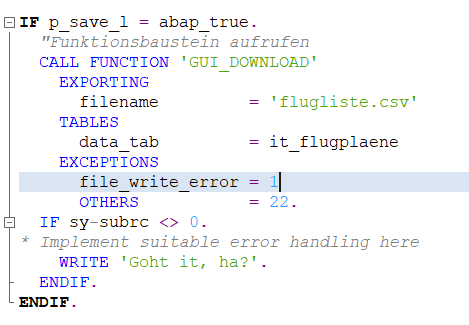 IF p_save_l = abap_true.
"Funktionsbaustein aufrufen
CALL FUNCTION 'GUI_DOWNLOAD'
EXPORTING
filename = 'flugliste.csv'
TABLES
data_tab = it_flugplaene
EXCEPTIONS
file_write_error = 1
OTHERS = 22.
IF sy-subrc <> 0.
* Implement suitable error handling here
WRITE 'Goht it, ha?'.
ENDIF.
ENDIF.